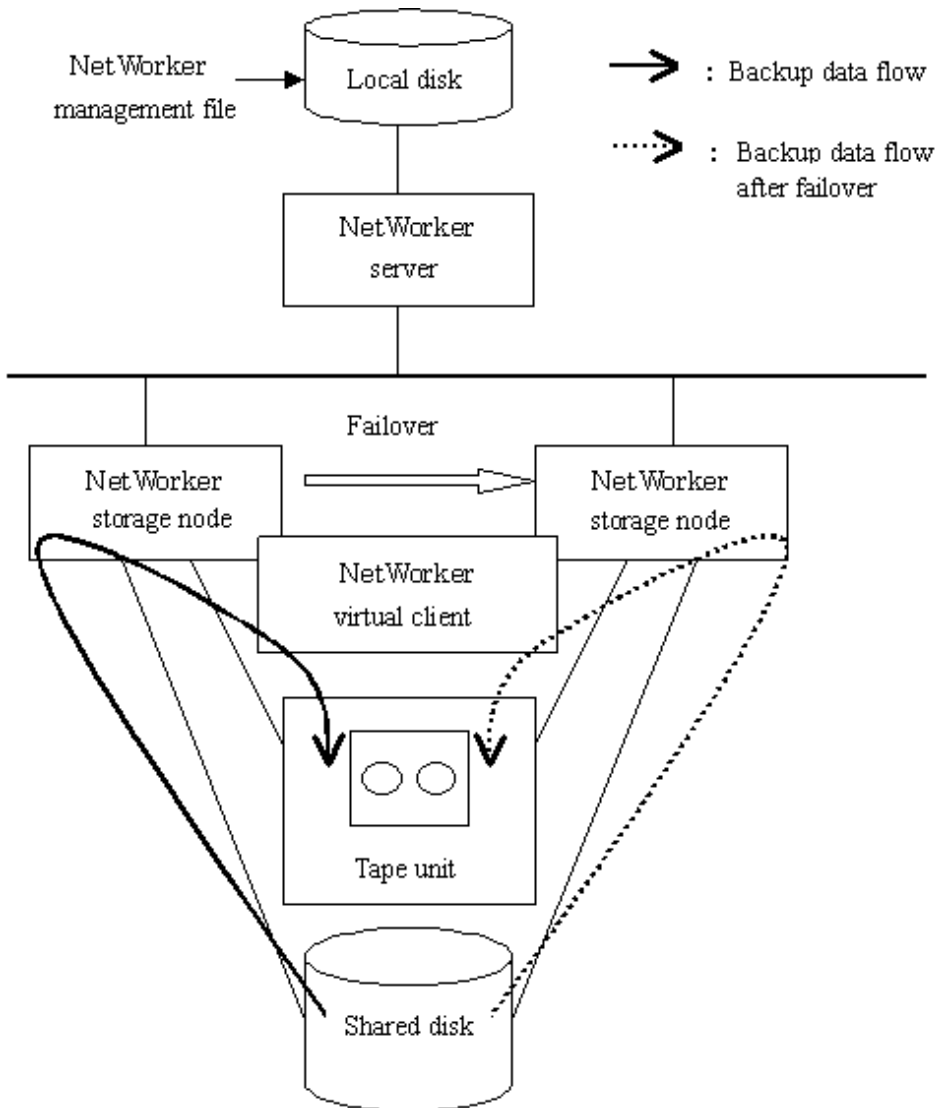 NetWorker
management file
Local disk
: Backup data flow
: Backup data flow
after failover
NetWorker
server
Failover
NetWorker
storage node
NetWorker
storage node
NetWorker
virtual client
Tape unit
Shared disk